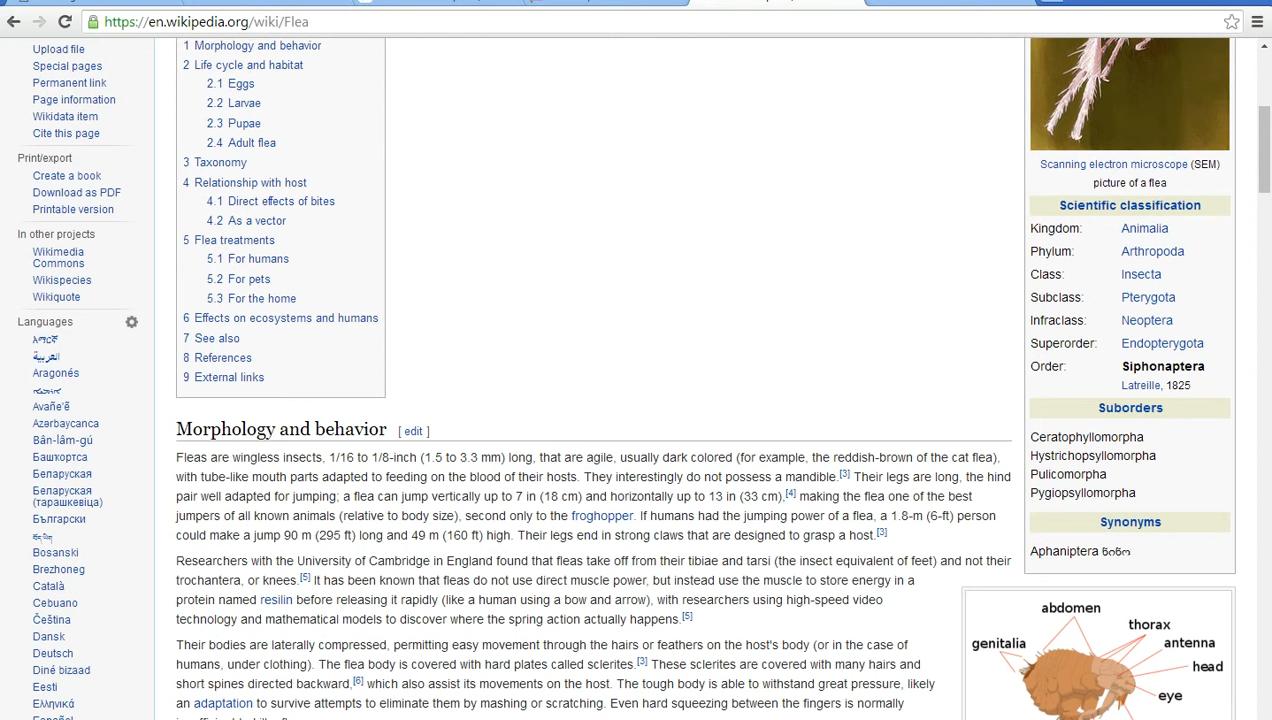 https://en.wikipedia.org/wiki/Flea
Upload file
Special pages
Permanent link
Page information
Wikidata item
Cite this page
Print/export
Create a book
Download as PDF
Printable version
In other projects
Wikimedia
Commons
Wikispecies
Wikiquote
Languages
አማርኛ
العربية
Aragonés
Avañe'ẽ
Azərbaycanca
Bân-lâm-gú
Башҡортса
Беларуская
Беларуская
(тарашкевіца)
Български
Bosanski
Brezhoneg
Català
Cebuano
Čeština
Dansk
Deutsch
Diné bizaad
Eesti
Ελληνικά
Español
1 Morphology and behavior
2 Life cycle and habitat
2.1 Eggs
2.2 Larvae
2.3 Pupae
2.4 Adult flea
3 Taxonomy
4 Relationship with host
4.1 Direct effects of bites
4.2 As a vector
5 Flea treatments
5.1 For humans
5.2 For pets
5.3 For the home
6 Effects on ecosystems and humans
7 See also
8 References
9 External links
Morphology and behavior [ edit ]
Fleas are wingless insects, 1/16 to 1/8-inch (1.5 to 3.3 mm) long, that are agile, usually dark colored (for example, the reddish-brown of the cat flea),
with tube-like mouth parts adapted to feeding on the blood of their hosts. They interestingly do not possess a mandible.[3] Their legs are long, the hind
pair well adapted for jumping; a flea can jump vertically up to 7 in (18 cm) and horizontally up to 13 in (33 cm),[4] making the flea one of the best
jumpers of all known animals (relative to body size), second only to the froghopper. If humans had the jumping power of a flea, a 1.8-m (6-ft) person
could make a jump 90 m (295 ft) long and 49 m (160 ft) high. Their legs end in strong claws that are designed to grasp a host.[3]
Researchers with the University of Cambridge in England found that fleas take off from their tibiae and tarsi (the insect equivalent of feet) and not their
trochantera, or knees.[5] It has been known that fleas do not use direct muscle power, but instead use the muscle to store energy in a
protein named resilin before releasing it rapidly (like a human using a bow and arrow), with researchers using high-speed video
technology and mathematical models to discover where the spring action actually happens.[5]
Their bodies are laterally compressed, permitting easy movement through the hairs or feathers on the host's body (or in the case of
humans, under clothing). The flea body is covered with hard plates called sclerites.[3] These sclerites are covered with many hairs and
short spines directed backward,[6] which also assist its movements on the host. The tough body is able to withstand great pressure, likely
an adaptation to survive attempts to eliminate them by mashing or scratching. Even hard squeezing between the fingers is normally
Scanning electron microscope (SEM)
picture of a flea
Scientific classification
Kingdom: Animalia
Phylum: Arthropoda
Class: Insecta
Subclass: Pterygota
Infraclass: Neoptera
Superorder: Endopterygota
Order: Siphonaptera
Latreille, 1825
Suborders
Ceratophyllomorpha
Hystrichopsyllomorpha
Pulicomorpha
Pygiopsyllomorpha
Synonyms
Aphaniptera
abdomen
thorax
genitalia
antenna
head
eye